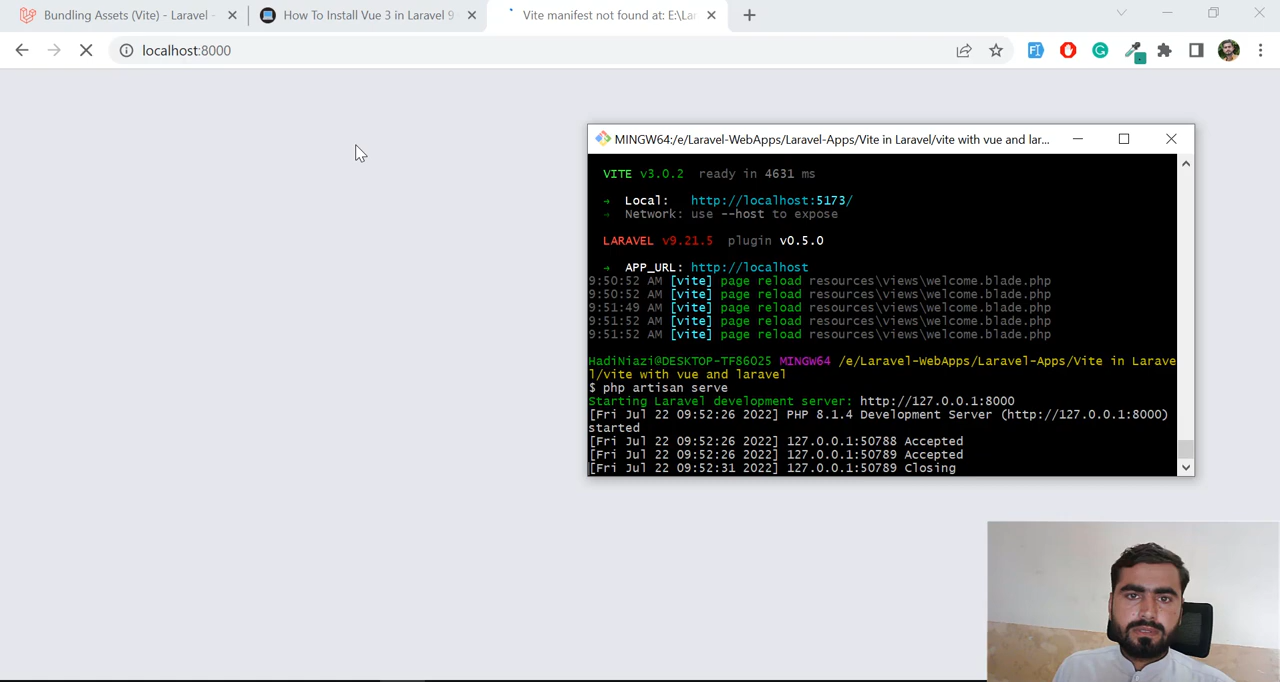 Bundling Assets (Vite) - Laravel -
How To Install Vue 3 in Laravel 9
Vite manifest not found at: E:\La
localhost:8000
MINGW64:/e/Laravel-WebApps/Laravel-Apps/Vite in Laravel/vite with vue and lar...
VITE v3.0.2 ready in 4631 ms
➜ Local: http://localhost:5173/
➜ Network: use --host to expose
LARAVEL v9.21.5 plugin v0.5.0
➜ APP_URL: http://localhost
9:50:52 AM [vite] page reload resources\views\welcome.blade.php
9:50:52 AM [vite] page reload resources\views\welcome.blade.php
9:51:49 AM [vite] page reload resources\views\welcome.blade.php
9:51:52 AM [vite] page reload resources\views\welcome.blade.php
9:51:52 AM [vite] page reload resources\views\welcome.blade.php
HadiNiazi@DESKTOP-TF86O25 MINGW64 /e/Laravel-WebApps/Laravel-Apps/Vite in Larave
l/vite with vue and laravel
$ php artisan serve
Starting Laravel development server: http://127.0.0.1:8000
[Fri Jul 22 09:52:26 2022] PHP 8.1.4 Development Server (http://127.0.0.1:8000)
started
[Fri Jul 22 09:52:26 2022] 127.0.0.1:50788 Accepted
[Fri Jul 22 09:52:26 2022] 127.0.0.1:50789 Accepted
[Fri Jul 22 09:52:31 2022] 127.0.0.1:50789 Closing